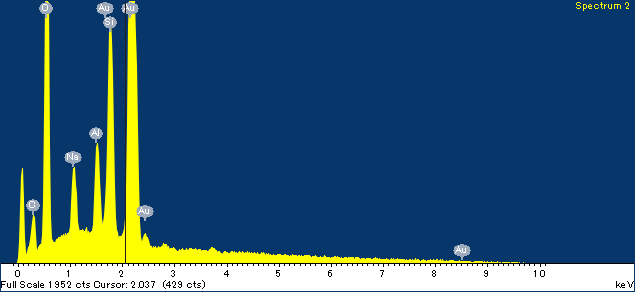 Spectrum 2
O Au Au
Si
Al
Na
C
Au
Au
0 1 2 3 4 5 6 7 8 9 10
Full Scale 1952 cts Cursor: 2.037 (429 cts) keV